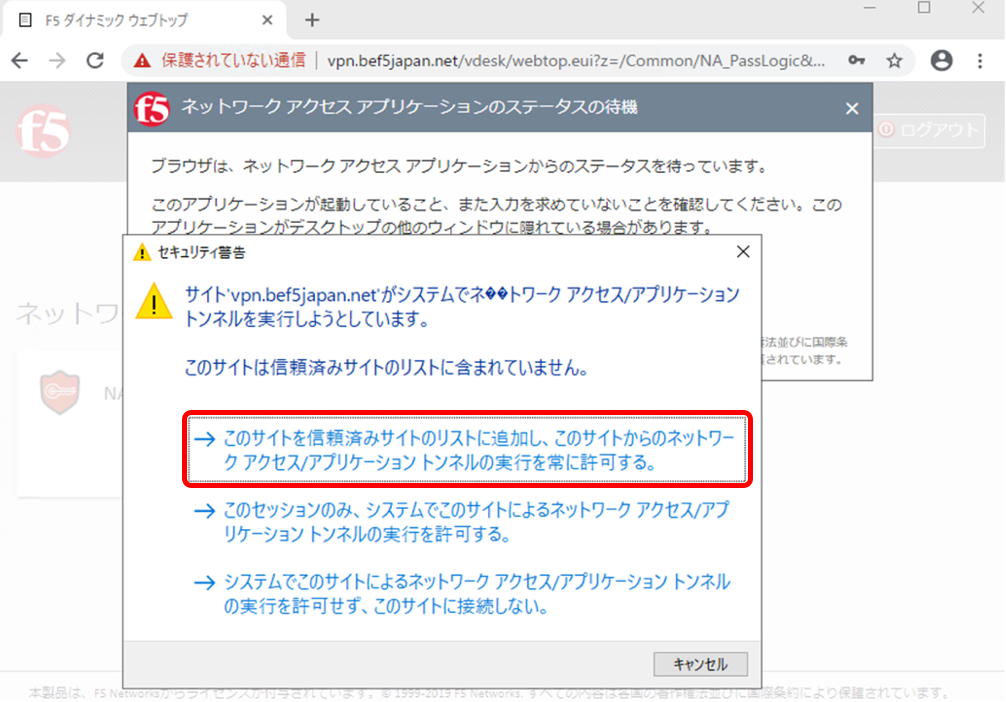 F5 ダイナミック ウェブトップ
保護されていない通信 | vpn.bef5japan.net/vdesk/webtop.eui?z=/Common/NA_PassLogic&...
f5
f5
ネットワーク アクセス アプリケーションのステータスの待機
ログアウト
ブラウザは、ネットワーク アクセス アプリケーションからのステータスを待っています。
このアプリケーションが起動していること、また入力を求めていないことを確認してください。この
アプリケーションがデスクトップの他のウィンドウに隠れている場合があります。
セキュリティ警告
サイト'vpn.bef5japan.net'がシステムでネ��トワーク アクセス/アプリケーション
トンネルを実行しようとしています。
ネットワ
法並びに国際条
されています。
このサイトは信頼済みサイトのリストに含まれていません。
NA
→ このサイトを信頼済みサイトのリストに追加し、このサイトからのネットワー
ク アクセス/アプリケーション トンネルの実行を常に許可する。
→ このセッションのみ、システムでこのサイトによるネットワーク アクセス/アプ
リケーション トンネルの実行を許可する。
→ システムでこのサイトによるネットワーク アクセス/アプリケーション トンネル
の実行を許可せず、このサイトに接続しない。
キャンセル
本製品は、F5 Networksからライセンスが付与されています。© 1999-2019 F5 Networks. すべての内容は各国の著作権法並びに国際条約により保護されています。